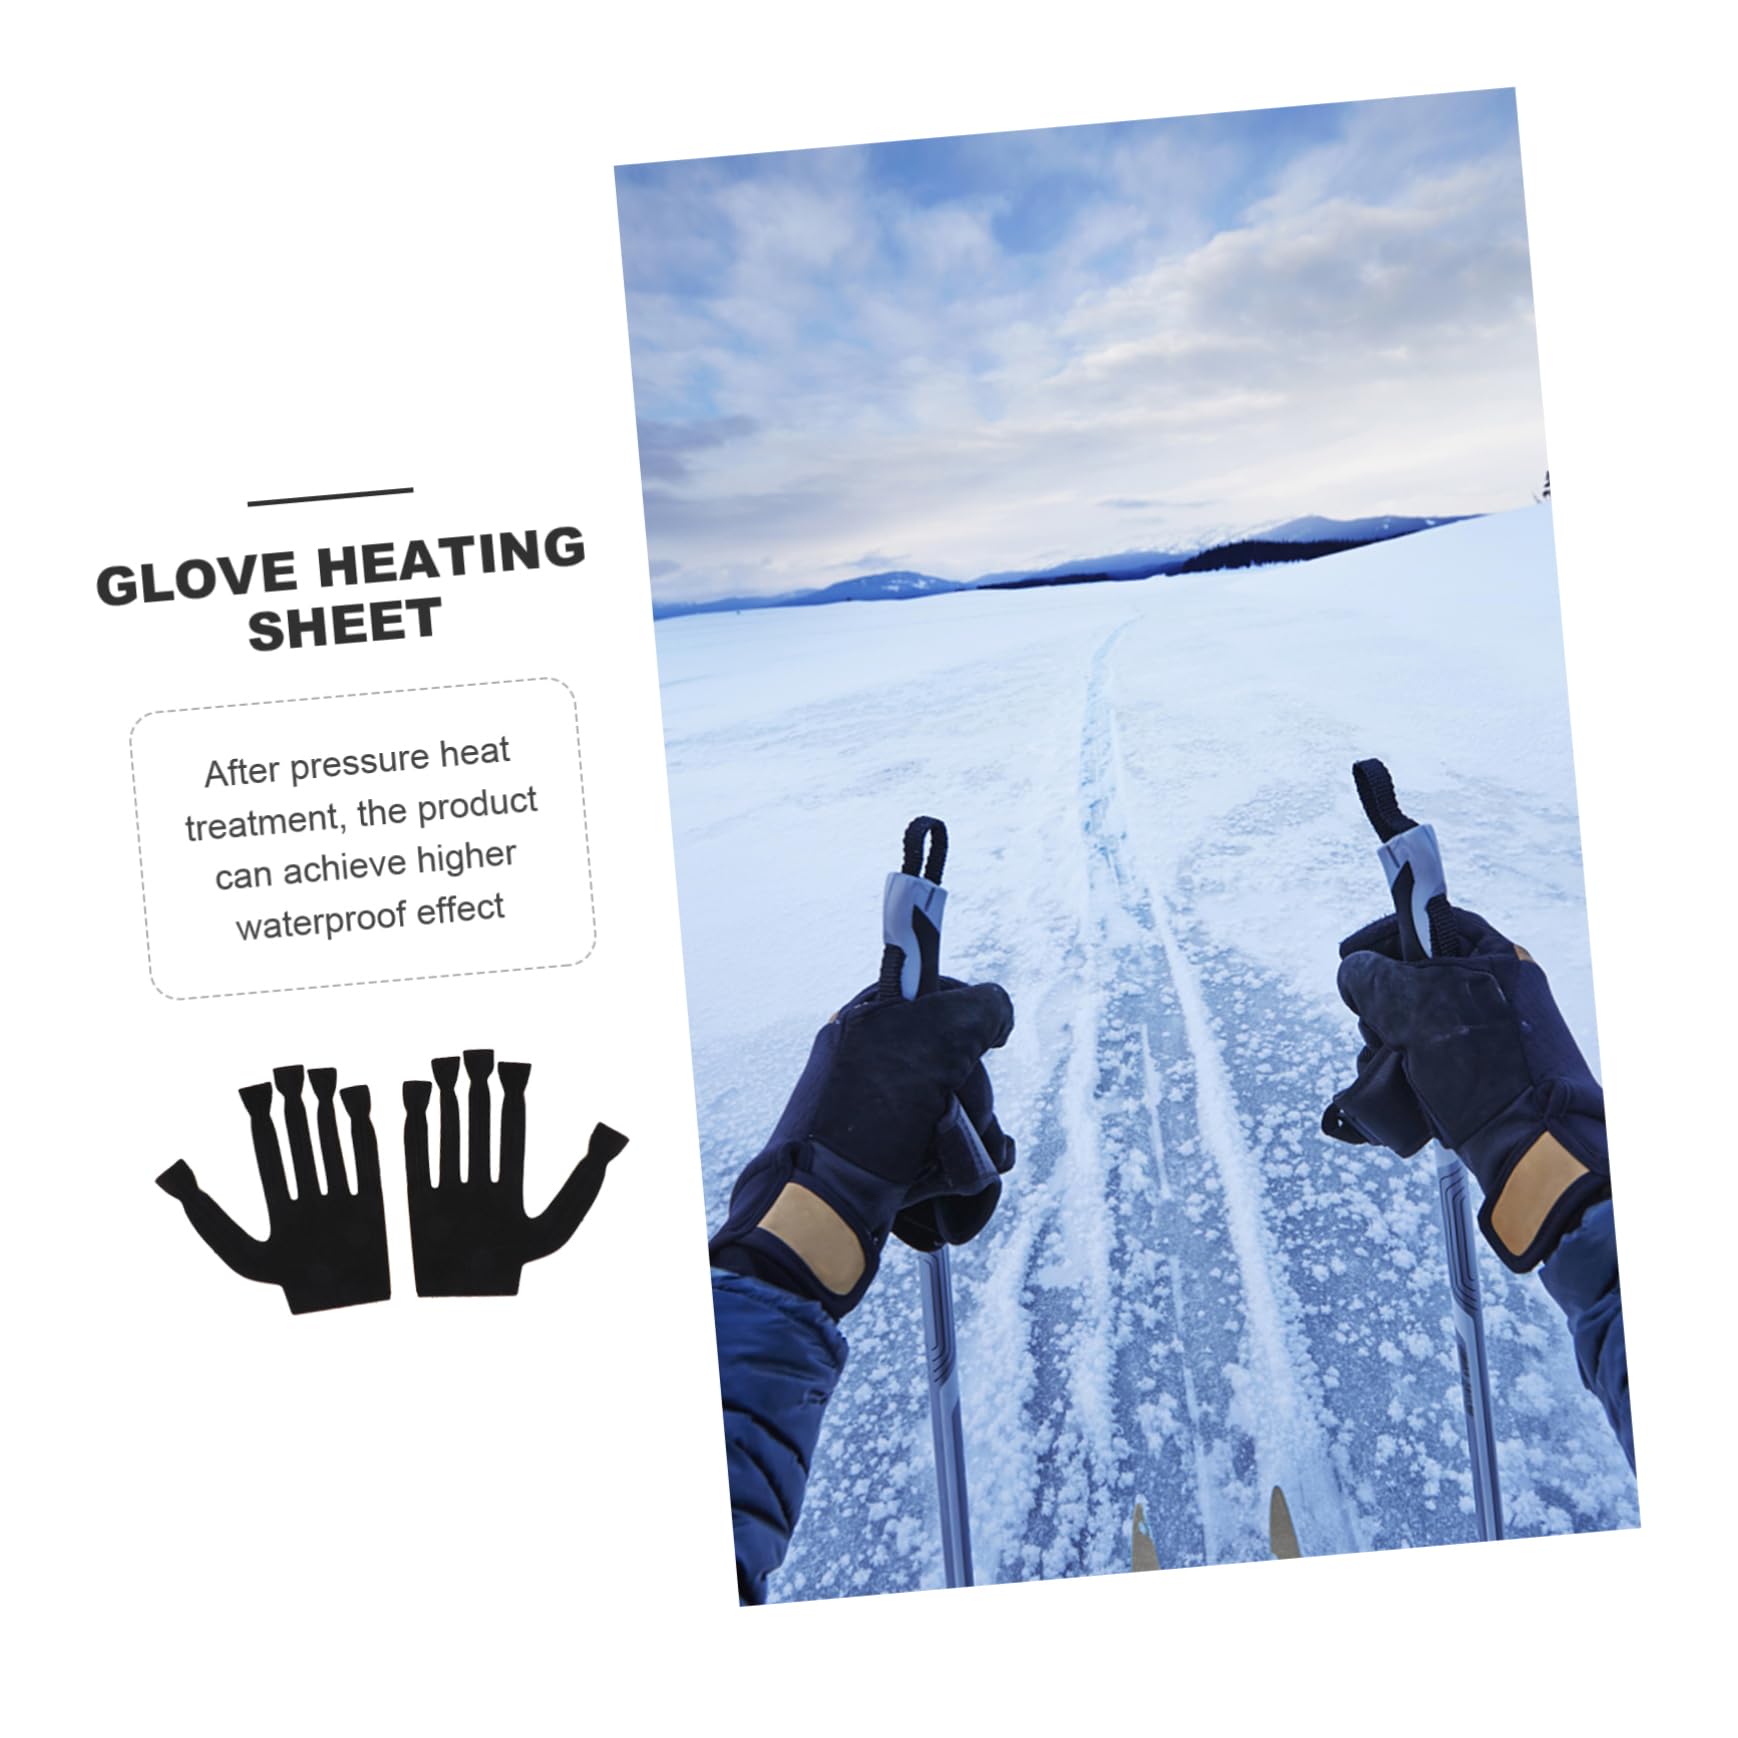 GLOVE HEATING
SHEET
After pressure heat
treatment, the product
can achieve higher
waterproof effect